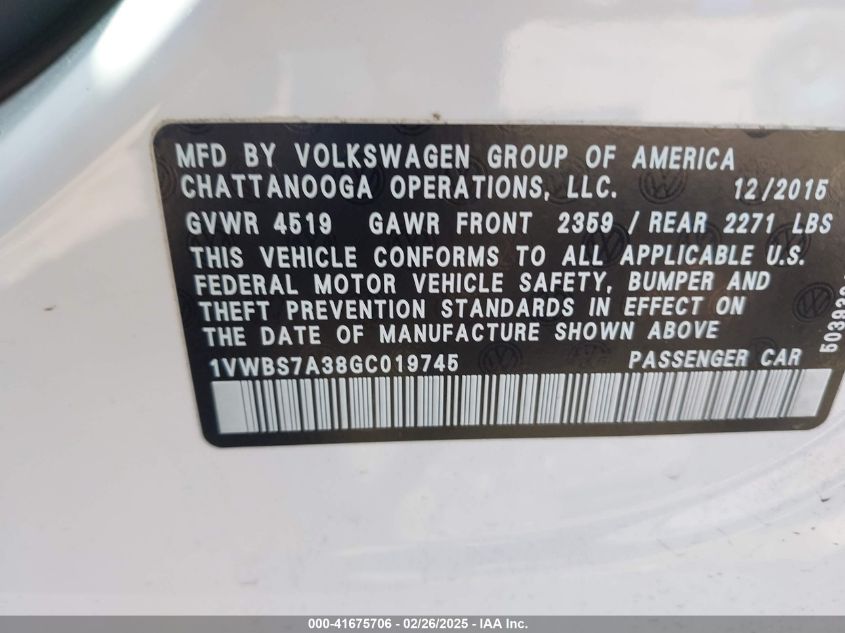 MFD BY VOLKSWAGEN GROUP OF AMERICA
CHATTANOOGA OPERATIONS, LLC. 12/2015
GVWR 4519 GAWR FRONT 2359 / REAR 2271 LBS
THIS VEHICLE CONFORMS TO ALL APPLICABLE U.S.
FEDERAL MOTOR VEHICLE SAFETY, BUMPER AND
THEFT PREVENTION STANDARDS IN EFFECT ON
THE DATE OF MANUFACTURE SHOWN ABOVE
1VWBS7A38GC019745 PASSENGER CAR
000-41675706 / 02/26/2025 - IAA Inc.